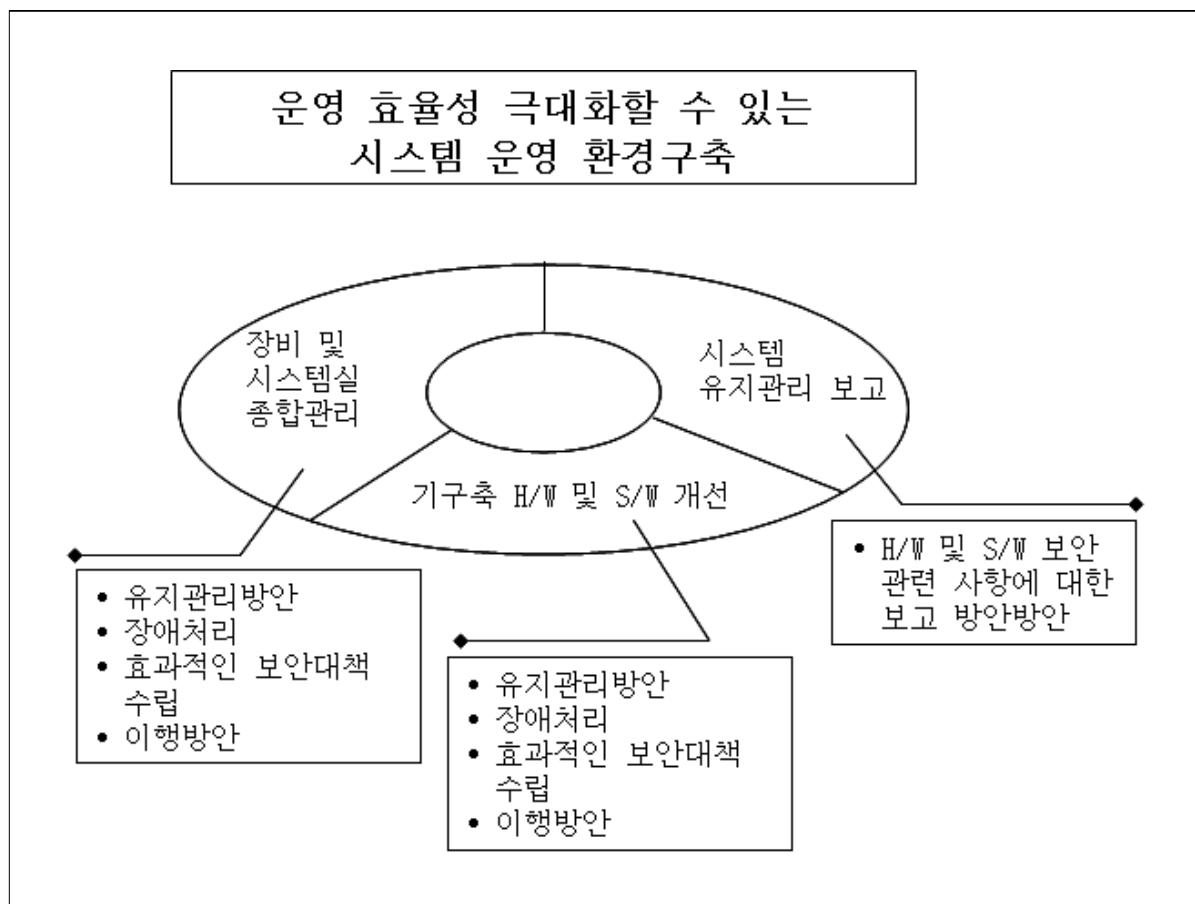 운영 효율성 극대화할 수 있는
시스템 운영 환경구축
장비 및
시스템실
종합관리
시스템
유지관리 보고
기구축 H/W 및 S/W 개선
• 유지관리방안
• 장애처리
• 효과적인 보안대책
수립
• 이행방안
• 유지관리방안
• 장애처리
• 효과적인 보안대책
수립
• 이행방안
• H/W 및 S/W 보안
관련 사항에 대한
보고 방안방안